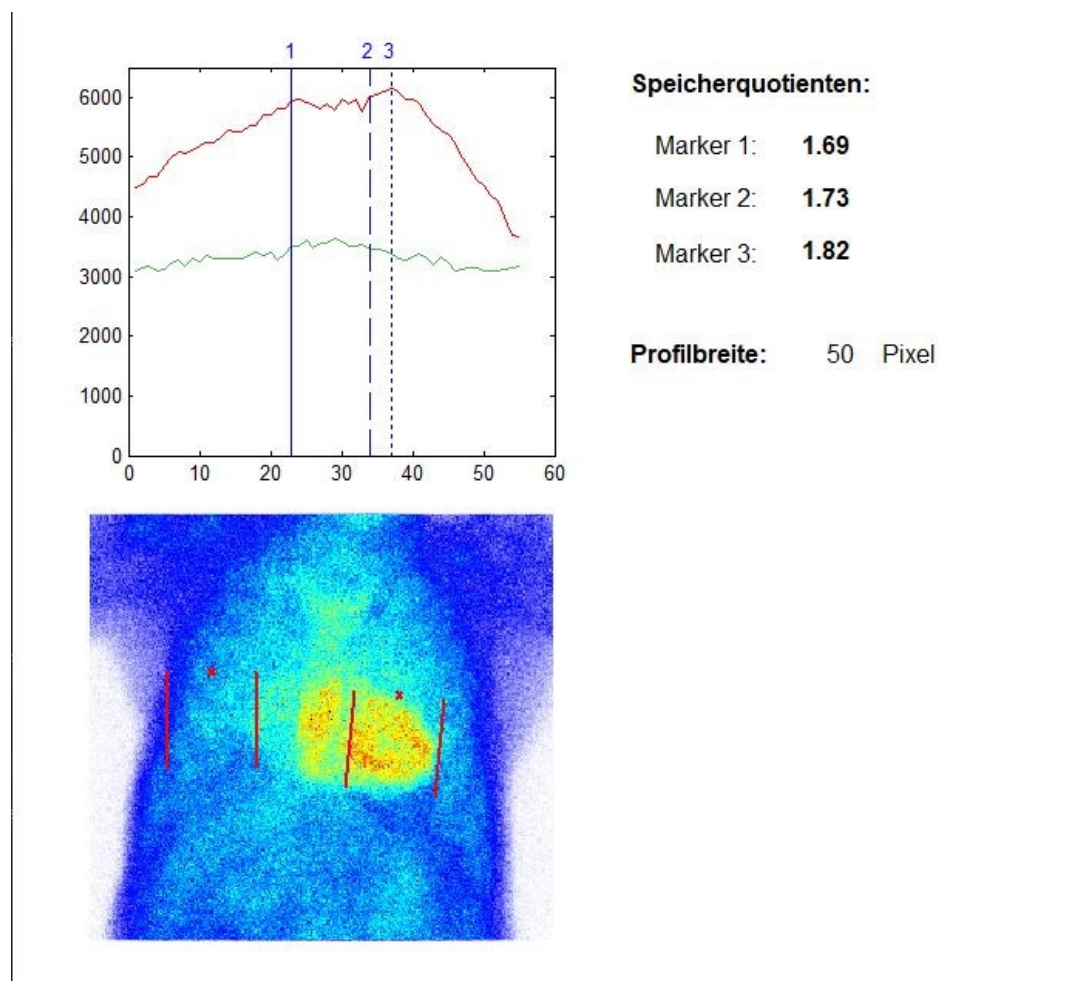 1 2 3
6000
5000
4000
3000
2000
1000
0
0 10 20 30 40 50 60
Speicherquotienten:
Marker 1: 1.69
Marker 2: 1.73
Marker 3: 1.82
Profilbreite: 50 Pixel